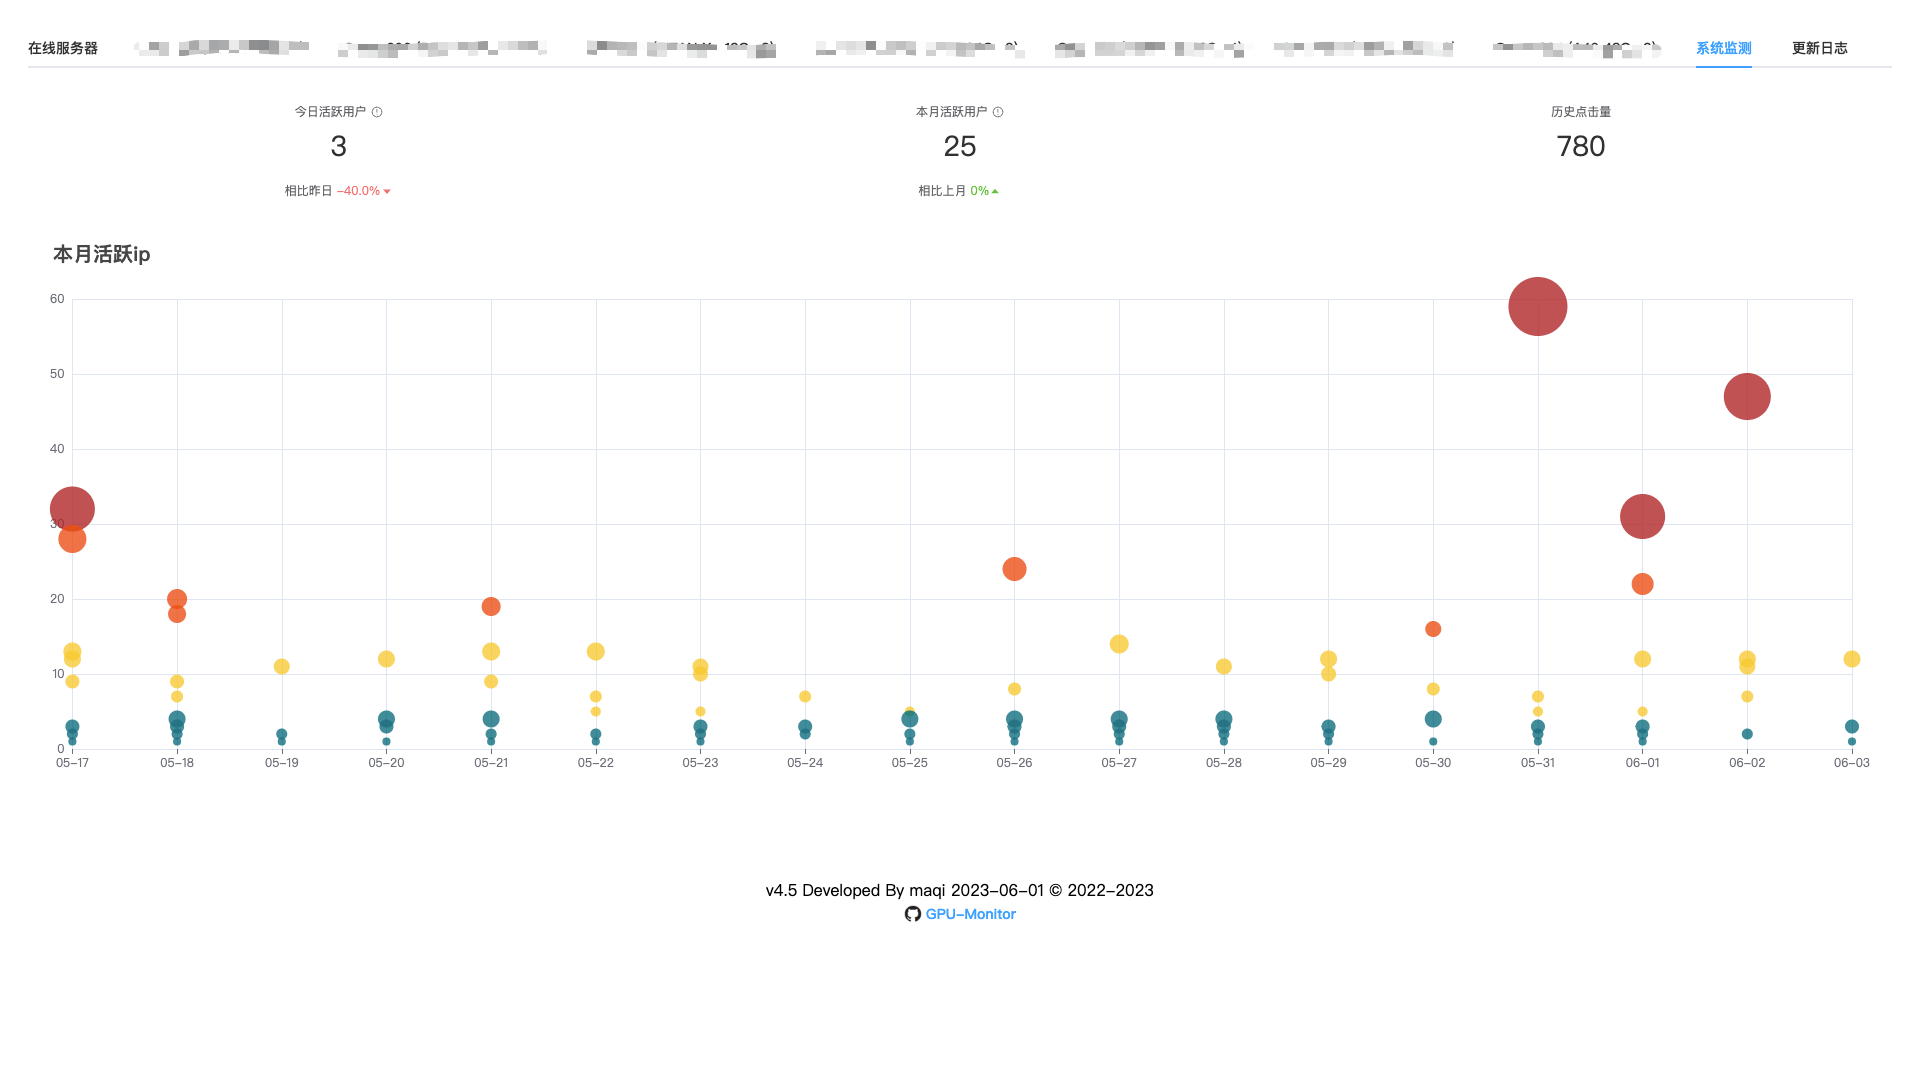 在线服务器 系统监测 更新日志
今日活跃用户 本月活跃用户 历史点击量
3 25 780
相比昨日 -40.0% 相比上月 0%
本月活跃ip
60
50
40
30
20
10
0
05-17 05-18 05-19 05-20 05-21 05-22 05-23 05-24 05-25 05-26 05-27 05-28 05-29 05-30 05-31 06-01 06-02 06-03
v4.5 Developed By maqi 2023-06-01 © 2022-2023
GPU-Monitor